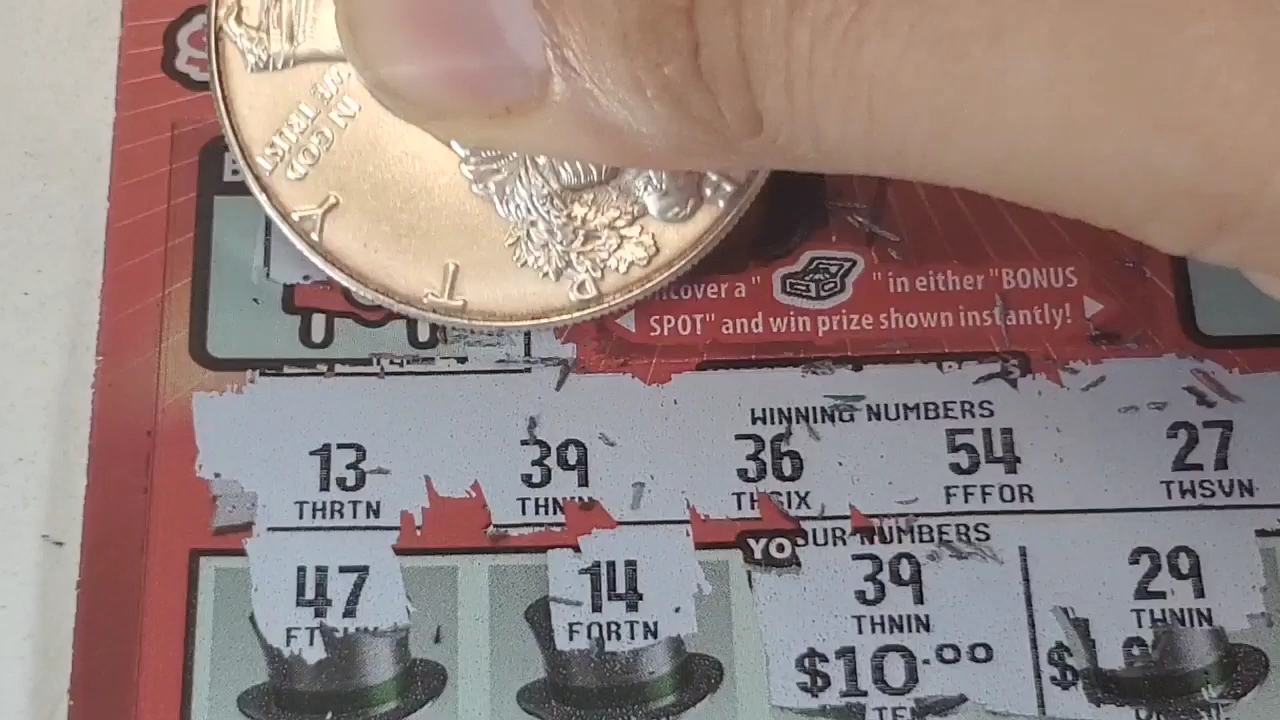 IN GOD
WE TRUST
" in either "BONUS
SPOT" and win prize shown instantly!
WINNING NUMBERS
13 39 36 54 27
THRTN THSIX FFFOR TWSVN
YOUR NUMBERS
47 14 39 29
FORTN THNIN THNIN
$10.00
TEN